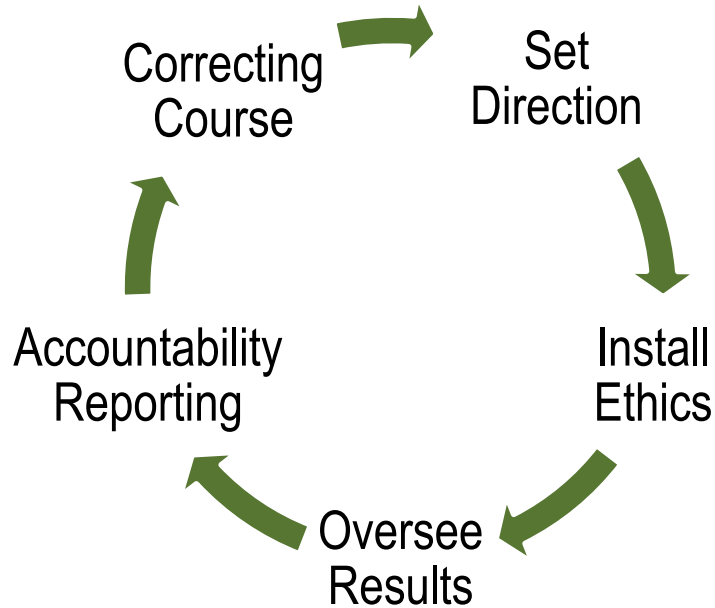 Set
Direction
Install
Ethics
Oversee
Results
Accountability
Reporting
Correcting
Course